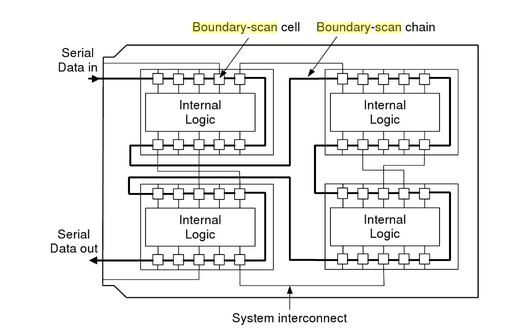 Boundary-scan cell
Boundary-scan chain
Serial
Data in
Internal
Logic
Internal
Logic
Internal
Logic
Internal
Logic
Serial
Data out
System interconnect